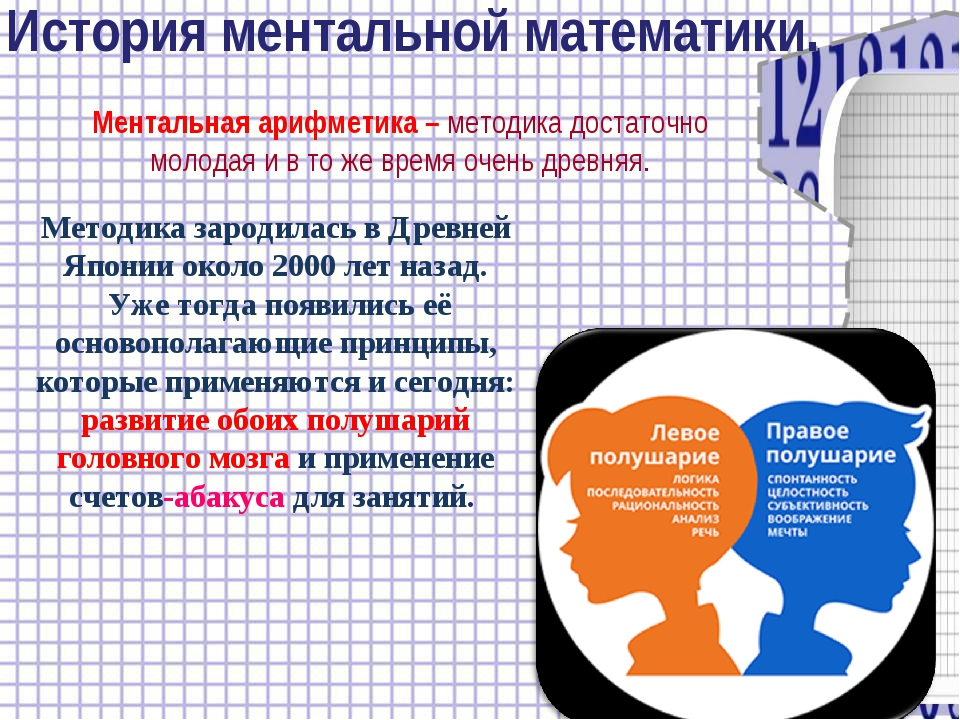 История ментальной математики.
Ментальная арифметика – методика достаточно
молодая и в то же время очень древняя.
Методика зародилась в Древней
Японии около 2000 лет назад.
Уже тогда появились её
основополагающие принципы,
которые применяются и сегодня:
развитие обоих полушарий
головного мозга и применение
счетов-абакуса для занятий.
Левое
полушарие
ЛОГИКА
ПОСЛЕДОВАТЕЛЬНОСТЬ
РАЦИОНАЛЬНОСТЬ
АНАЛИЗ
РЕЧЬ
Правое
полушарие
СПОНТАННОСТЬ
ЦЕЛОСТНОСТЬ
СУБЪЕКТИВНОСТЬ
ВООБРАЖЕНИЕ
МЕЧТЫ